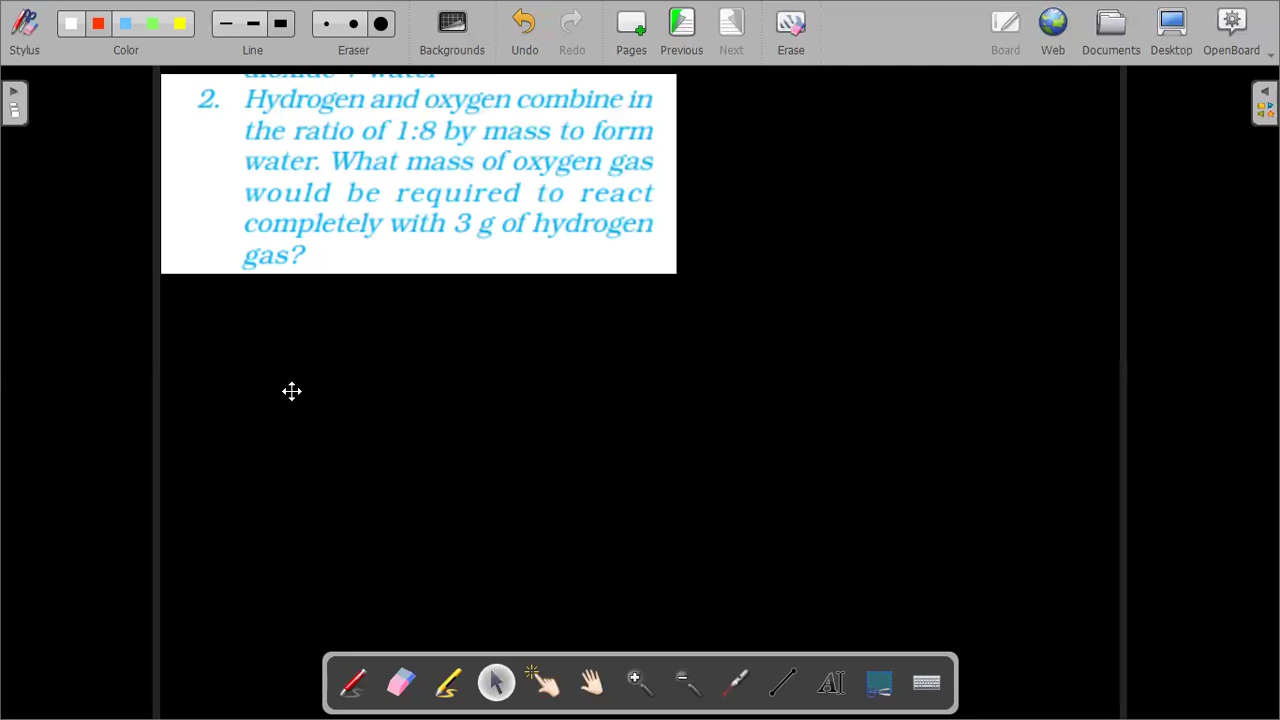 Stylus
Color
Line
Eraser
Backgrounds
Undo
Redo
Pages
Previous
Next
Erase
Board
Web
Documents
Desktop
OpenBoard
2. Hydrogen and oxygen combine in
the ratio of 1:8 by mass to form
water. What mass of oxygen gas
would be required to react
completely with 3 g of hydrogen
gas?
AI